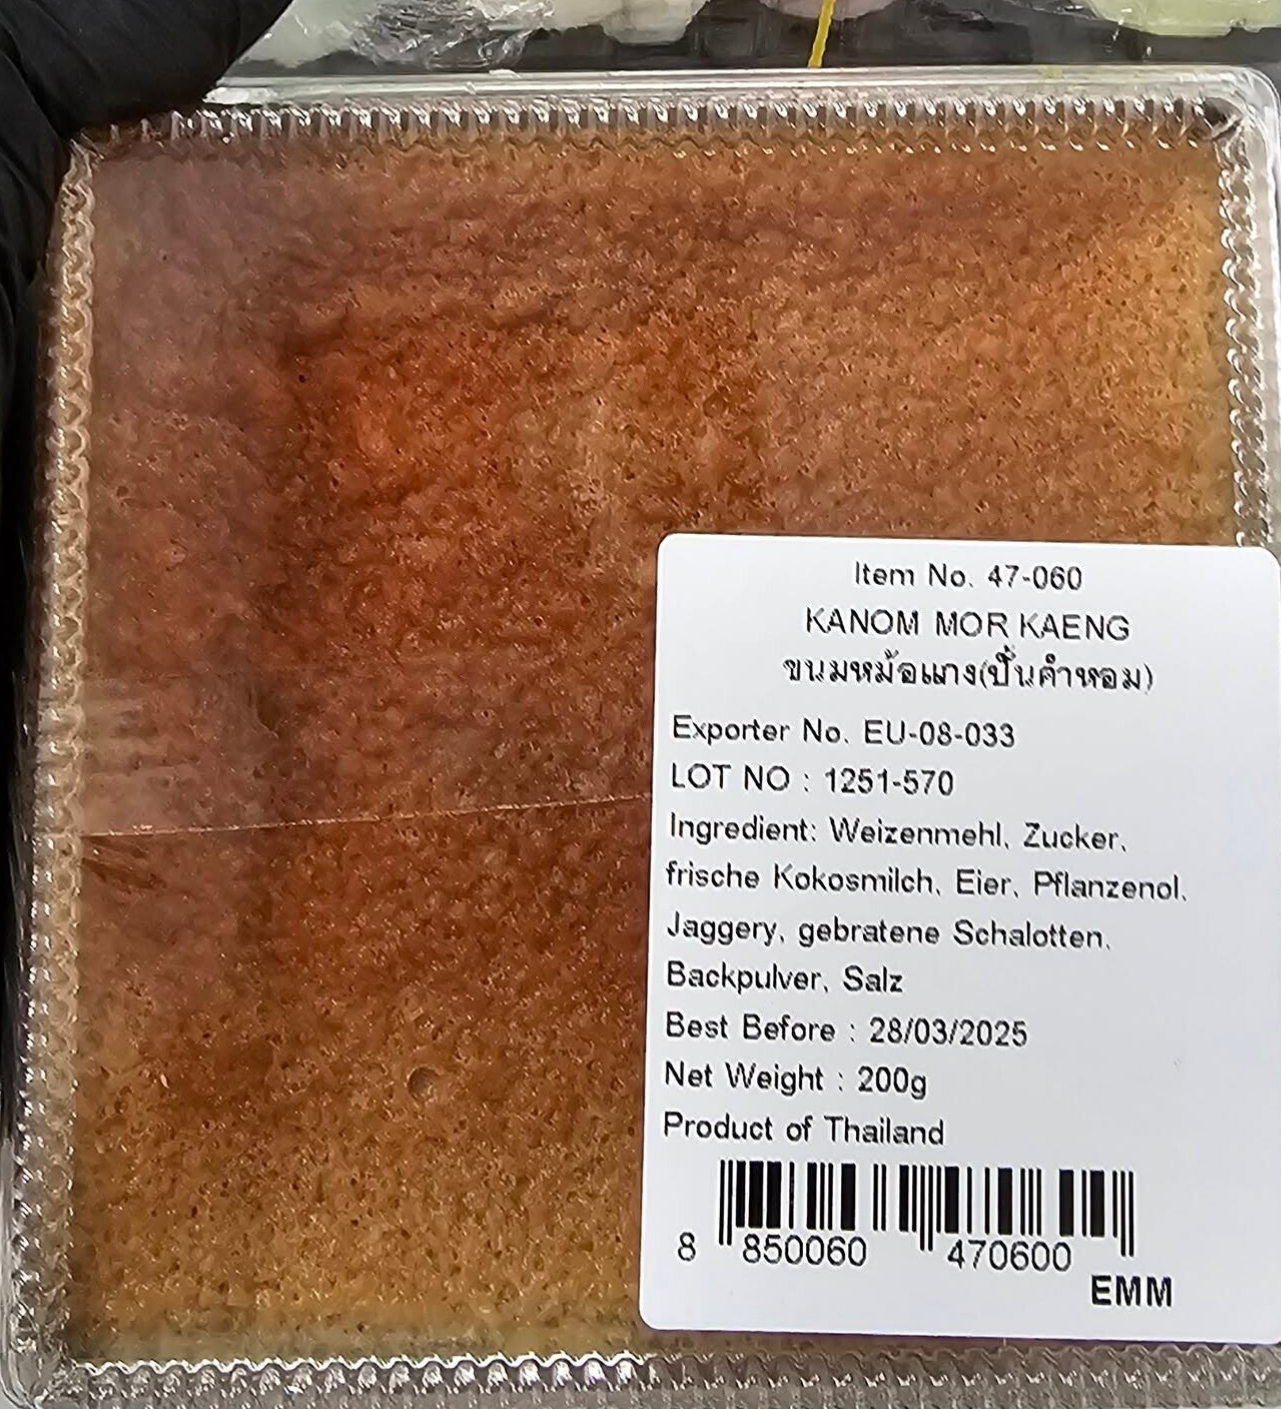 Item No. 47-060
KANOM MOR KAENG
ขนมหม้อแกง(ปิ่นคำหอม)
Exporter No. EU-08-033
LOT NO : 1251-570
Ingredient: Weizenmehl, Zucker,
frische Kokosmilch, Eier, Pflanzenol,
Jaggery, gebratene Schalotten,
Backpulver, Salz
Best Before : 28/03/2025
Net Weight : 200g
Product of Thailand
8 850060 470600
EMM